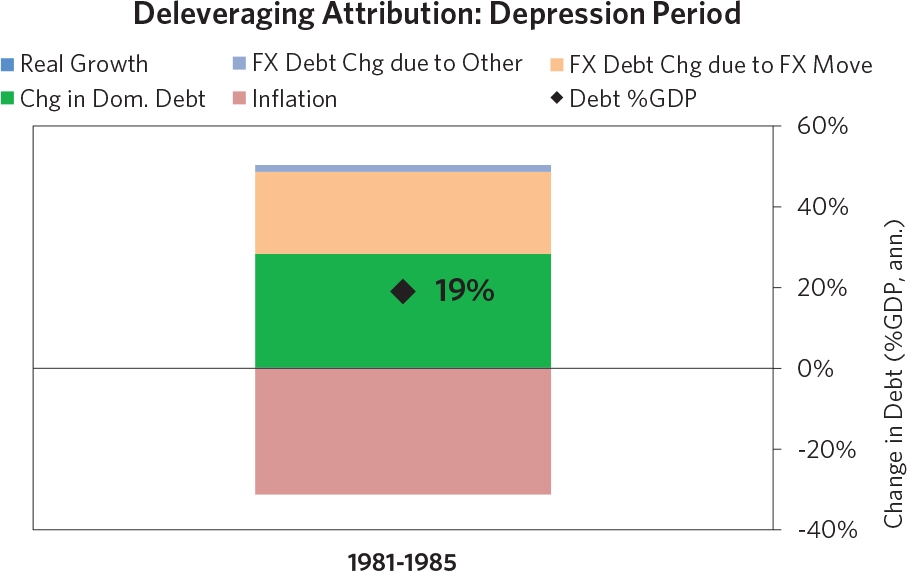 Deleveraging Attribution: Depression Period
Real Growth FX Debt Chg due to Other FX Debt Chg due to FX Move
Chg in Dom. Debt Inflation Debt %GDP
60%
40%
19%
20%
0%
-20%
-40%
Change in Debt (%GDP, ann.)
1981-1985